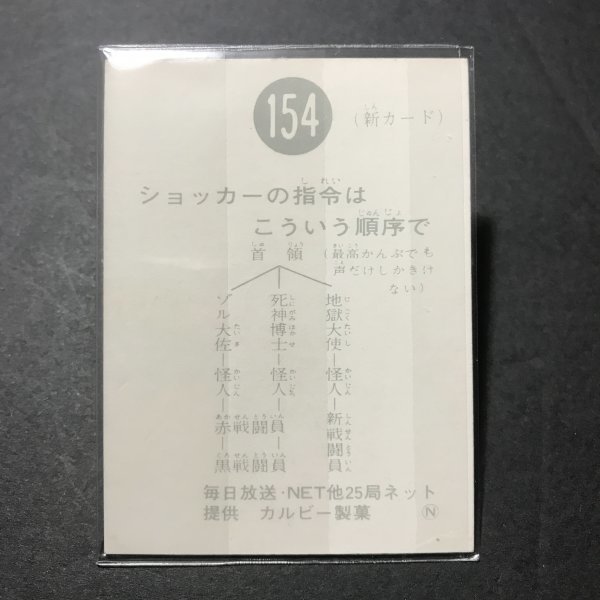 154
(新カード)
ショッカーの指令は
こういう順序で
首領 (最高かんぶでも
声だけしかきけ
ない)
地獄大使―怪人―新戦闘員
死神博士―怪人―
ゾル大佐―怪人―
赤戦闘員
黒戦闘員
毎日放送・NET他25局ネット
提供 カルビー製菓 N